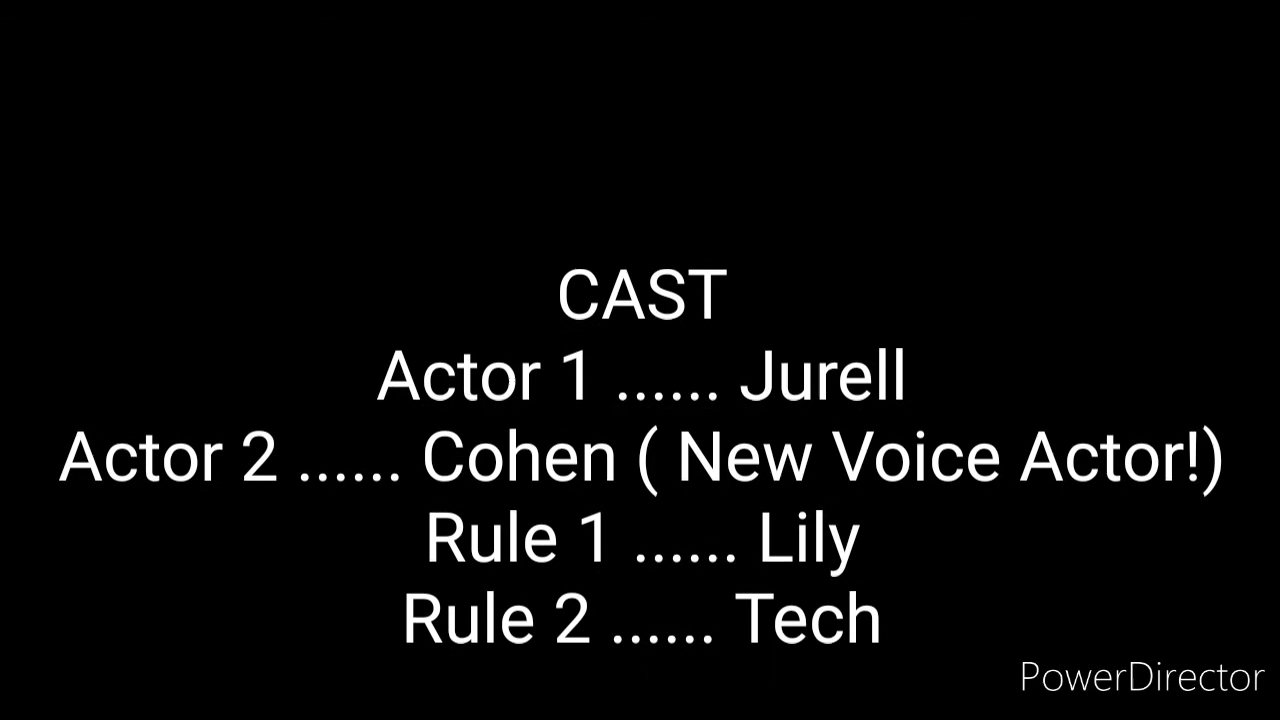 CAST
Actor 1 ...... Jurell
Actor 2 ...... Cohen ( New Voice Actor!)
Rule 1 ...... Lily
Rule 2 ...... Tech
PowerDirector